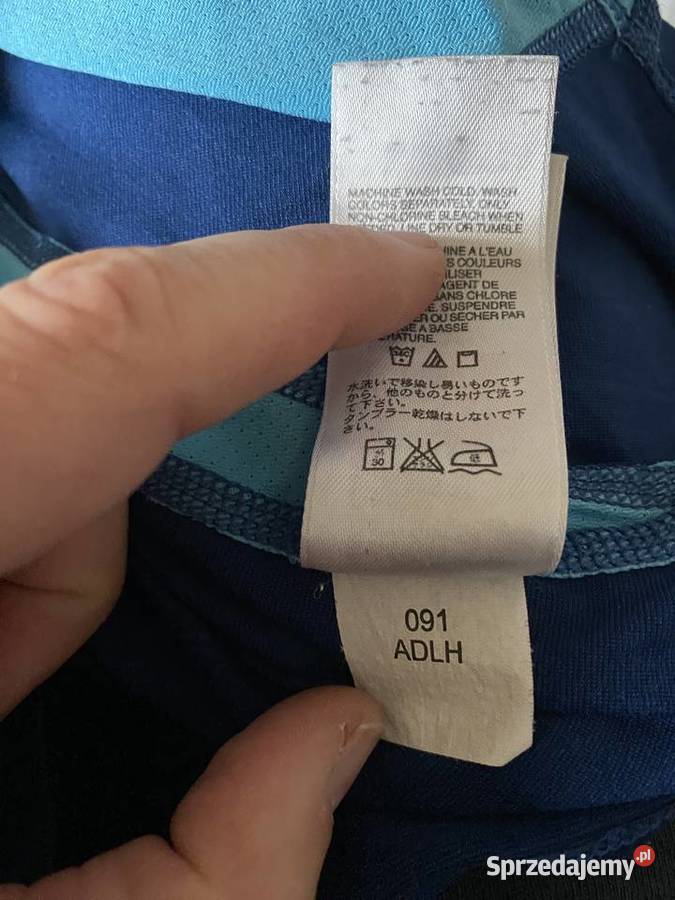 MACHINE WASH COLD. WASH
COLORS SEPARATELY. ONLY
NON-CHLORINE BLEACH WHEN
LINE DRY OR TUMBLE
A L'EAU
COULEURS
AGENT DE
SANS CHLORE
SUSPENDRE
OU SECHER PAR
A BASSE
水洗いで移染し易いものです
から、他のものと分けて洗っ
て下さい。
タンブラー乾燥はしないで下
さい。
30
低
091
ADLH
Sprzedajemy.pl